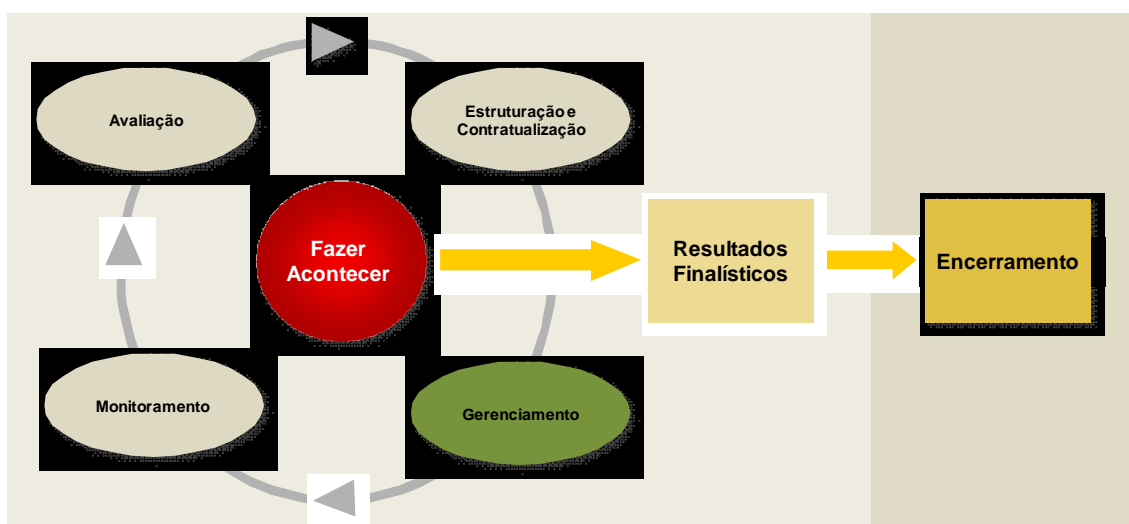 Avaliação
Estruturação e
Contratualização
Fazer
Acontecer
Resultados
Finalísticos
Encerramento
Monitoramento
Gerenciamento